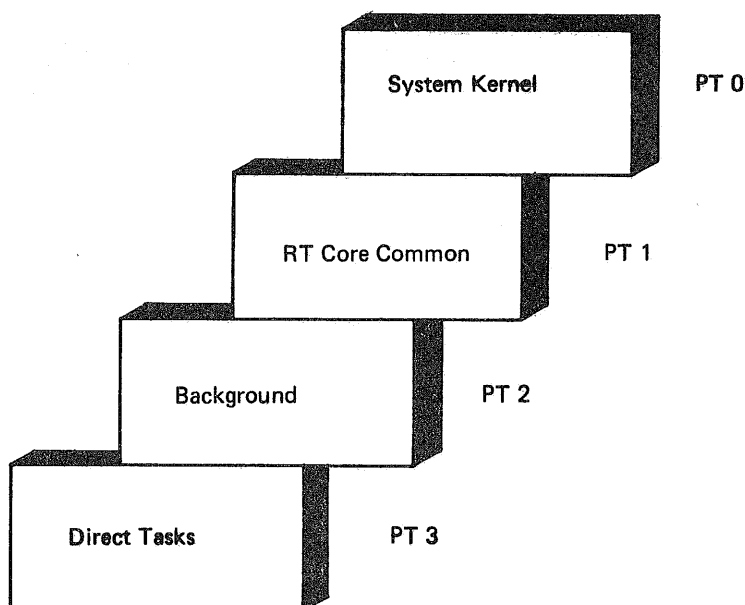 System Kernel PT 0
RT Core Common PT 1
Background PT 2
Direct Tasks PT 3